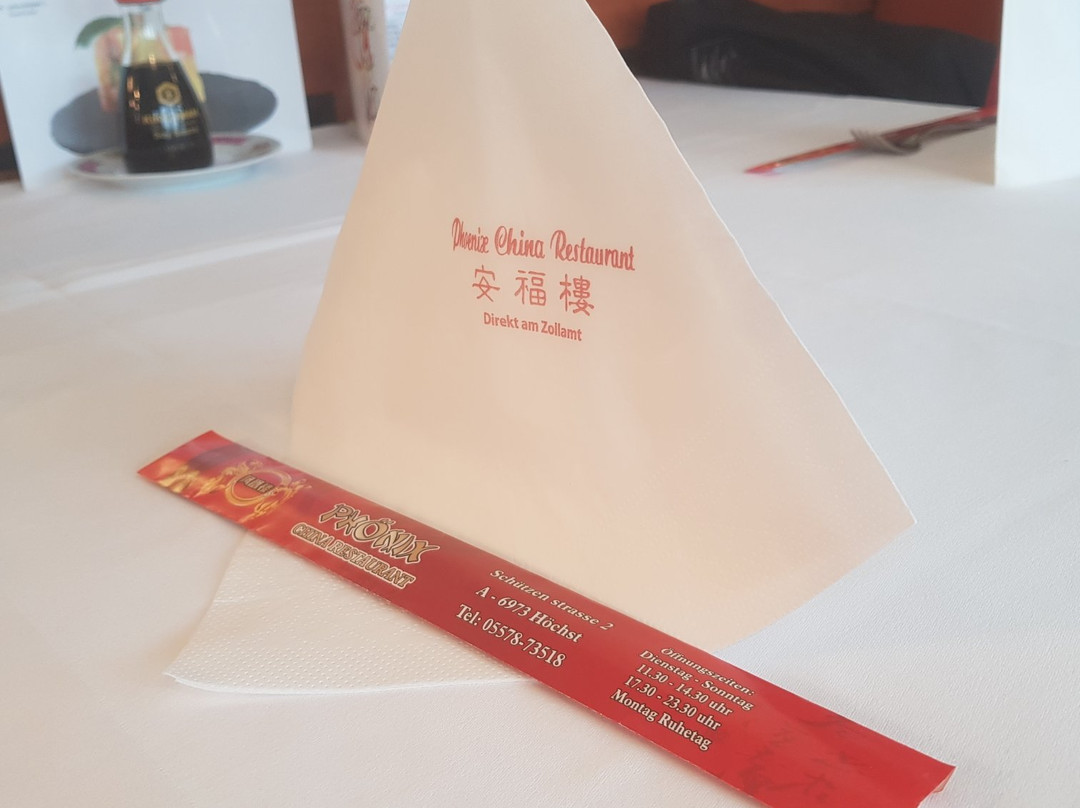 Phoenix China Restaurant
安福樓
Direkt am Zollamt
PHÖNIX
CHINA RESTAURANT
Schützen strasse 2
A - 6973 Höchst
Tel: 05578-73518
Öffnungszeiten:
Dienstag - Sonntag
11.30 - 14.30 uhr
17.30 - 23.30 uhr
Montag Ruhetag